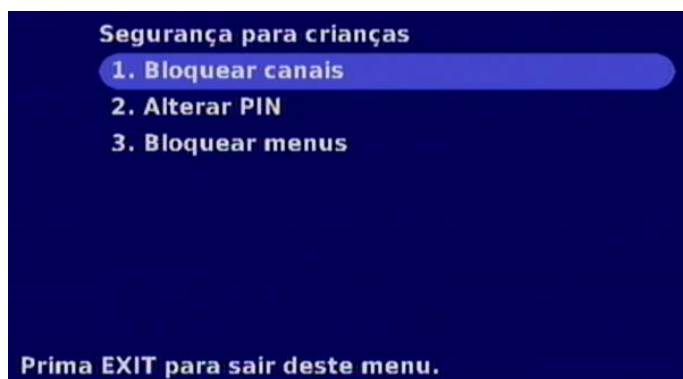 Segurança para crianças
1. Bloquear canais
2. Alterar PIN
3. Bloquear menus
Prima EXIT para sair deste menu.